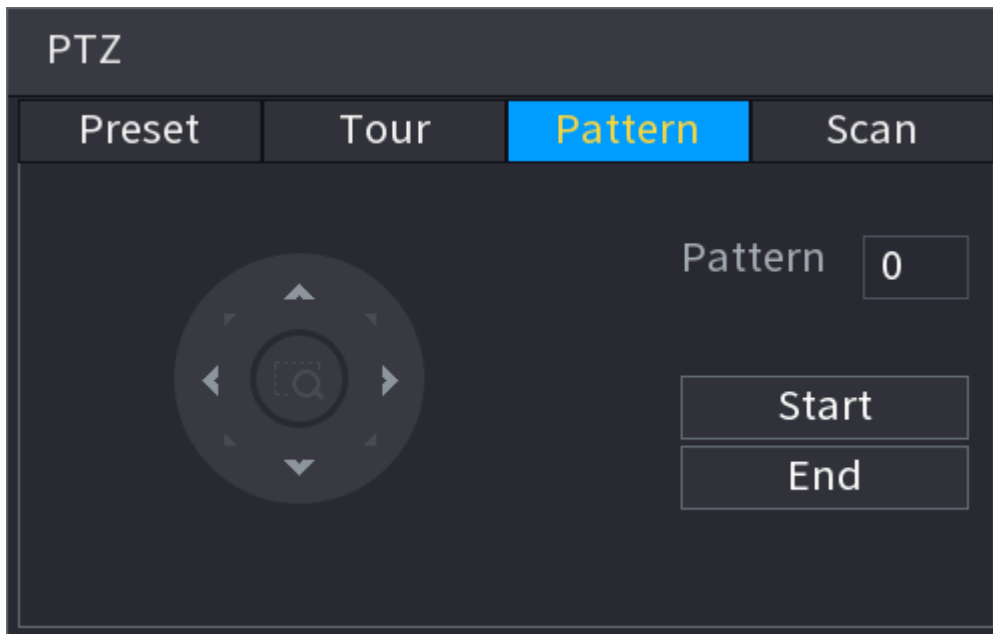 PTZ
Preset Tour Pattern Scan
Pattern 0
Start
End